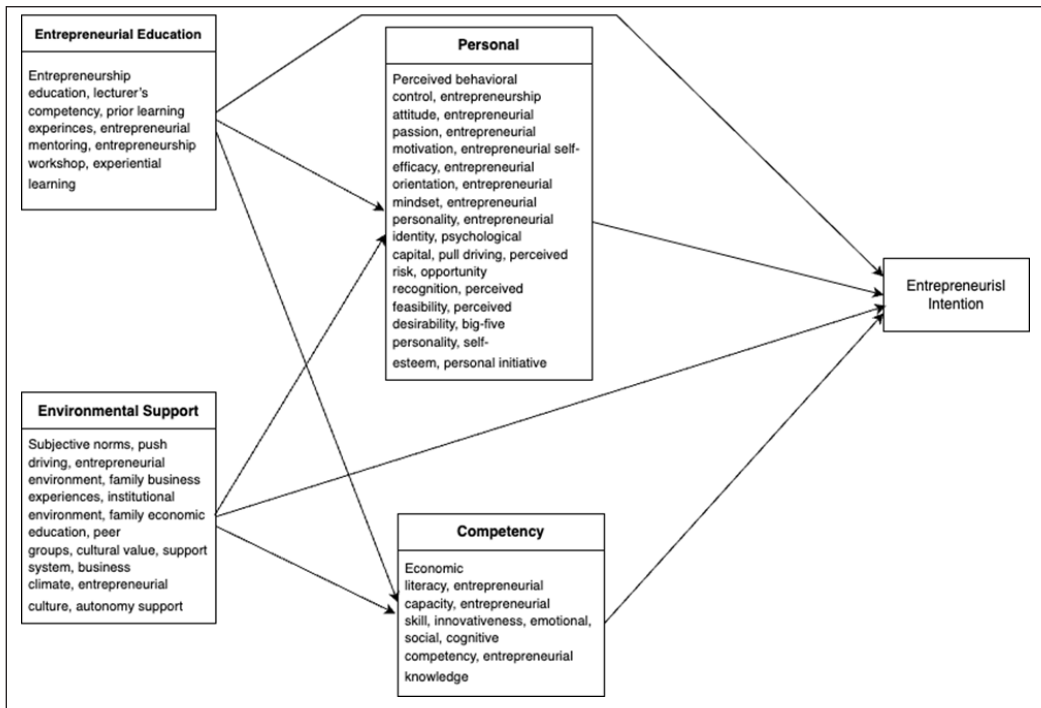 Entrepreneurial Education
Entrepreneurship
education, lecturer's
competency, prior learning
experinces, entrepreneurial
mentoring, entrepreneurship
workshop, experiential
learning
Personal
Perceived behavioral
control, entrepreneurship
attitude, entrepreneurial
passion, entrepreneurial
motivation, entrepreneurial self-
efficacy, entrepreneurial
orientation, entrepreneurial
mindset, entrepreneurial
personality, entrepreneurial
identity, psychological
capital, pull driving, perceived
risk, opportunity
recognition, perceived
feasibility, perceived
desirability, big-five
personality, self-
esteem, personal initiative
Entrepreneurisl
Intention
Environmental Support
Subjective norms, push
driving, entrepreneurial
environment, family business
experiences, institutional
environment, family economic
education, peer
groups, cultural value, support
system, business
climate, entrepreneurial
culture, autonomy support
Competency
Economic
literacy, entrepreneurial
capacity, entrepreneurial
skill, innovativeness, emotional,
social, cognitive
competency, entrepreneurial
knowledge